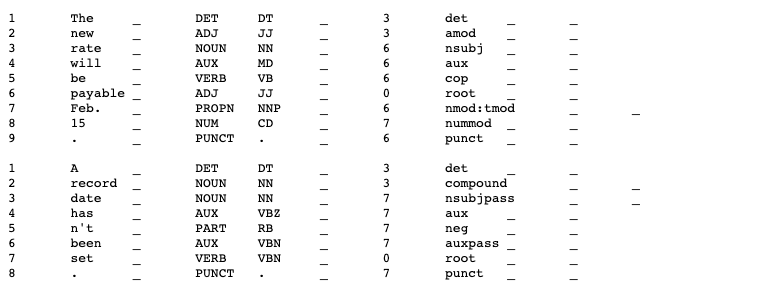 1 The _ DET DT _ 3 det _ _
2 new _ ADJ JJ _ 3 amod _ _
3 rate _ NOUN NN _ 6 nsubj _ _
4 will _ AUX MD _ 6 aux _ _
5 be _ VERB VB _ 6 cop _ _
6 payable _ ADJ JJ _ 0 root _ _
7 Feb. _ PROPN NNP _ 6 nmod:tmod _ _
8 15 _ NUM CD _ 7 nummod _ _
9 . _ PUNCT . _ 6 punct _ _
1 A _ DET DT _ 3 det _ _
2 record _ NOUN NN _ 3 compound _ _
3 date _ NOUN NN _ 7 nsubjpass _ _
4 has _ AUX VBZ _ 7 aux _ _
5 n't _ PART RB _ 7 neg _ _
6 been _ AUX VBN _ 7 auxpass _ _
7 set _ VERB VBN _ 0 root _ _
8 . _ PUNCT . _ 7 punct _ _